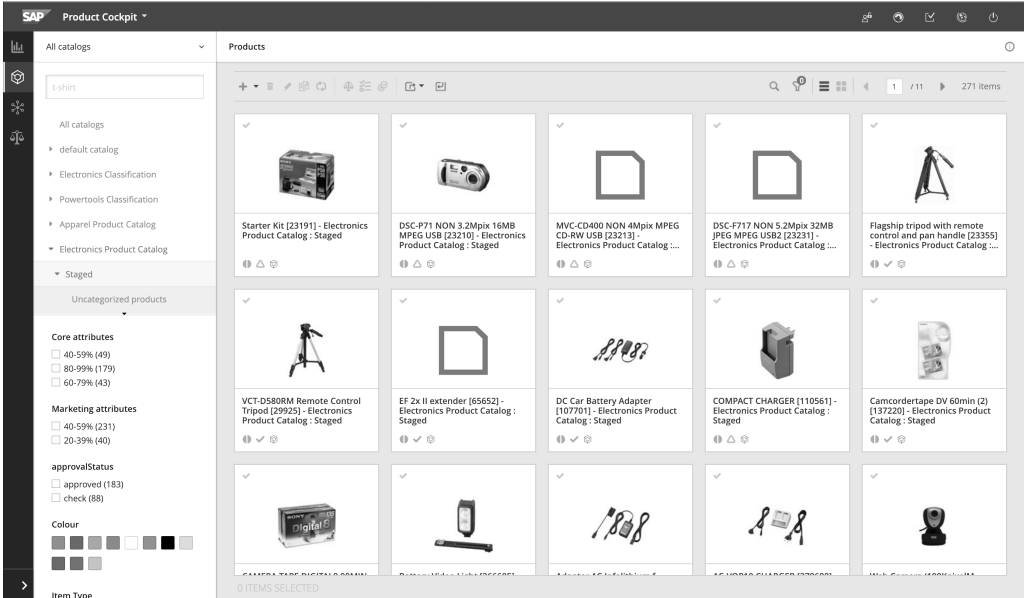 SAP Product Cockpit
All catalogs
Products
t-shirt
0
1 / 11 271 items
All catalogs
default catalog
Electronics Classification
Powertools Classification
Apparel Product Catalog
Electronics Product Catalog
Staged
Uncategorized products
Core attributes
40-59% (49)
80-99% (179)
60-79% (43)
Marketing attributes
40-59% (231)
20-39% (40)
approvalStatus
approved (183)
check (88)
Colour
Item Type
Starter Kit [23191] - Electronics
Product Catalog : Staged
DSC-P71 NON 3.2Mpix 16MB
MPEG USB [23210] - Electronics
Product Catalog : Staged
MVC-CD400 NON 4Mpix MPEG
CD-RW USB [23213] -
Electronics Product Catalog :...
DSC-F717 NON 5.2Mpix 32MB
JPEG MPEG USB2 [23231] -
Electronics Product Catalog :...
Flagship tripod with remote
control and pan handle [23355]
- Electronics Product Catalog :...
VCT-D580RM Remote Control
Tripod [29925] - Electronics
Product Catalog : Staged
EF 2x II extender [65652] -
Electronics Product Catalog :
Staged
DC Car Battery Adapter
[107701] - Electronics Product
Catalog : Staged
COMPACT CHARGER [110561] -
Electronics Product Catalog :
Staged
Camcordertape DV 60min (2)
[137220] - Electronics Product
Catalog : Staged
SONY
Digital 8
0 ITEMS SELECTED